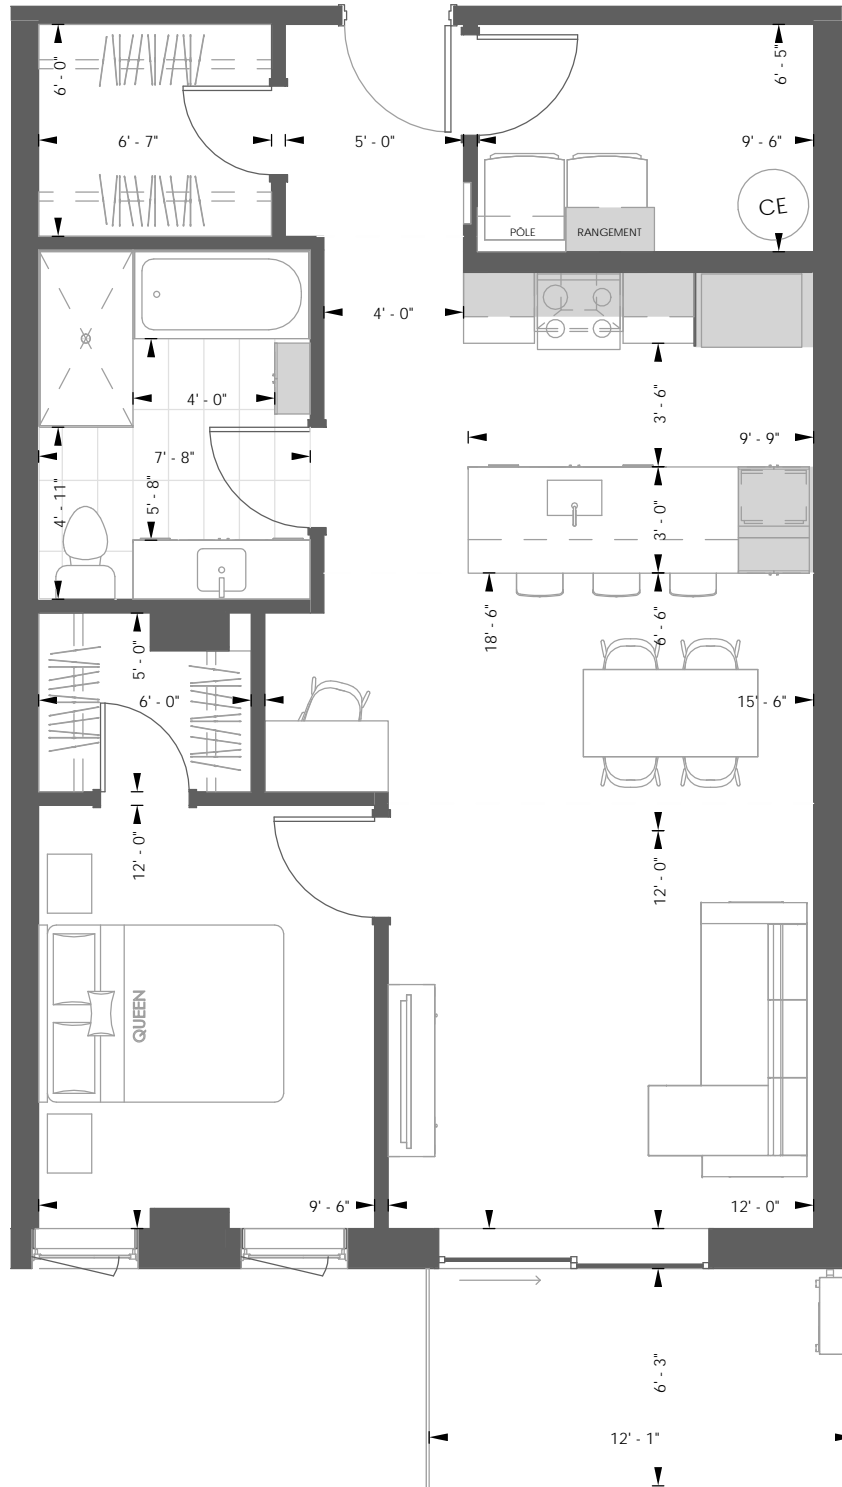 6' - 0"
6' - 5"
6' - 7"
5' - 0"
9' - 6"
CE
PÔLE
RANGEMENT
4' - 0"
4' - 0"
3' - 6"
9' - 9"
7' - 8"
4' - 11"
5' - 8"
3' - 0"
18' - 6"
6' - 6"
5' - 0"
6' - 0"
15' - 6"
12' - 0"
12' - 0"
QUEEN
9' - 6"
12' - 0"
6' - 3"
12' - 1"